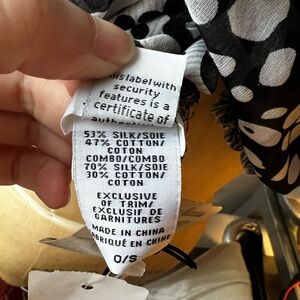 this label with
security
features is a
certificate of
53% SILK/SOIE
47% COTTON/
COTON
COMBO/COMBO
70% SILK/SOIE
30% COTTON/
COTON
EXCLUSIVE
OF TRIM/
EXCLUSIF DE
GARNITURES
MADE IN CHINA
FABRIQUÉ EN CHINE
O/S